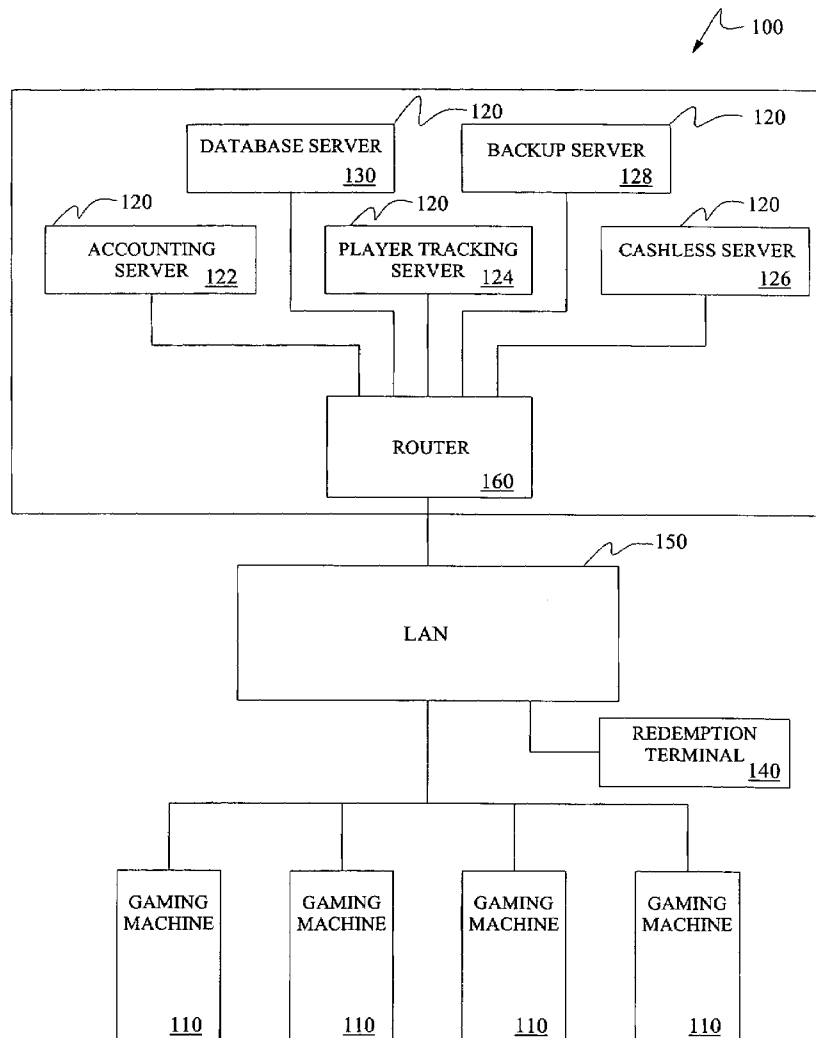 100
120
120
DATABASE SERVER
130
BACKUP SERVER
128
120
120
120
ACCOUNTING
SERVER
122
PLAYER TRACKING
SERVER
124
CASHLESS SERVER
126
ROUTER
160
150
LAN
REDEMPTION
TERMINAL
140
GAMING
MACHINE
110
GAMING
MACHINE
110
GAMING
MACHINE
110
GAMING
MACHINE
110